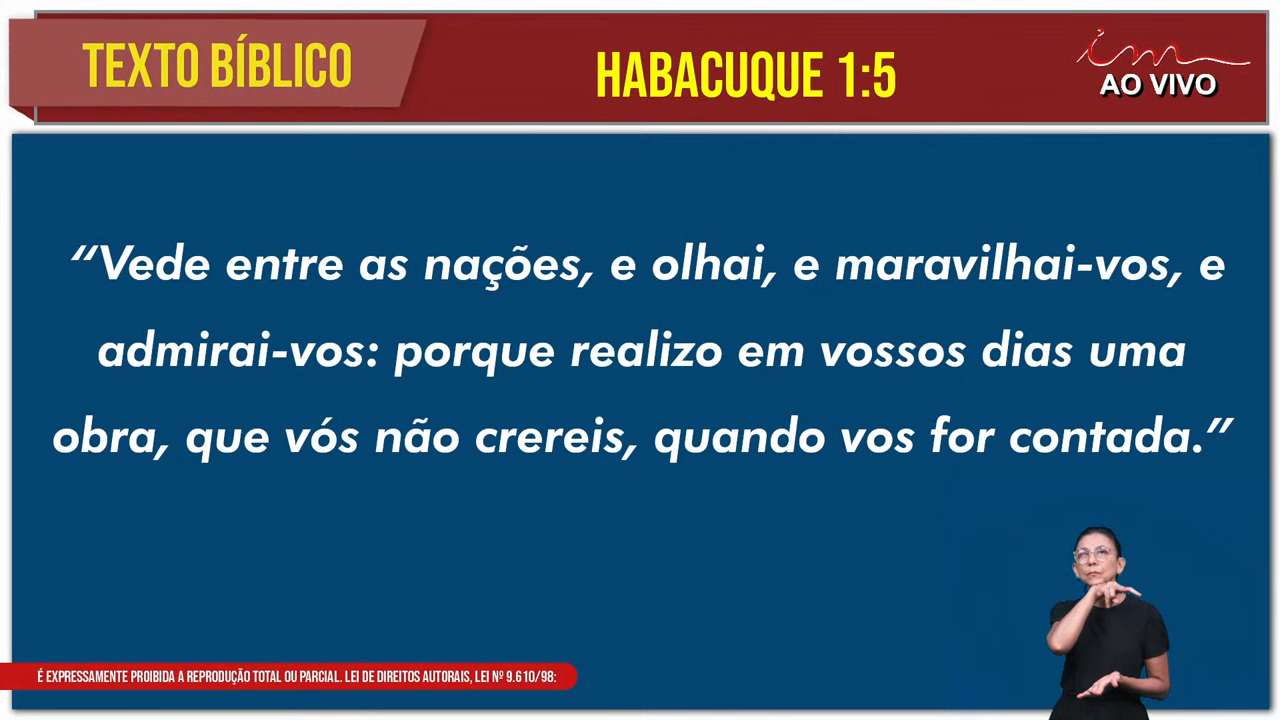 TEXTO BÍBLICO
HABACUQUE 1:5
im
AO VIVO
“Vede entre as nações, e olhai, e maravilhai-vos, e
admirai-vos: porque realizo em vossos dias uma
obra, que vós não crereis, quando vos for contada.”
É EXPRESSAMENTE PROIBIDA A REPRODUÇÃO TOTAL OU PARCIAL. LEI DE DIREITOS AUTORAIS, LEI Nº 9.610/98: